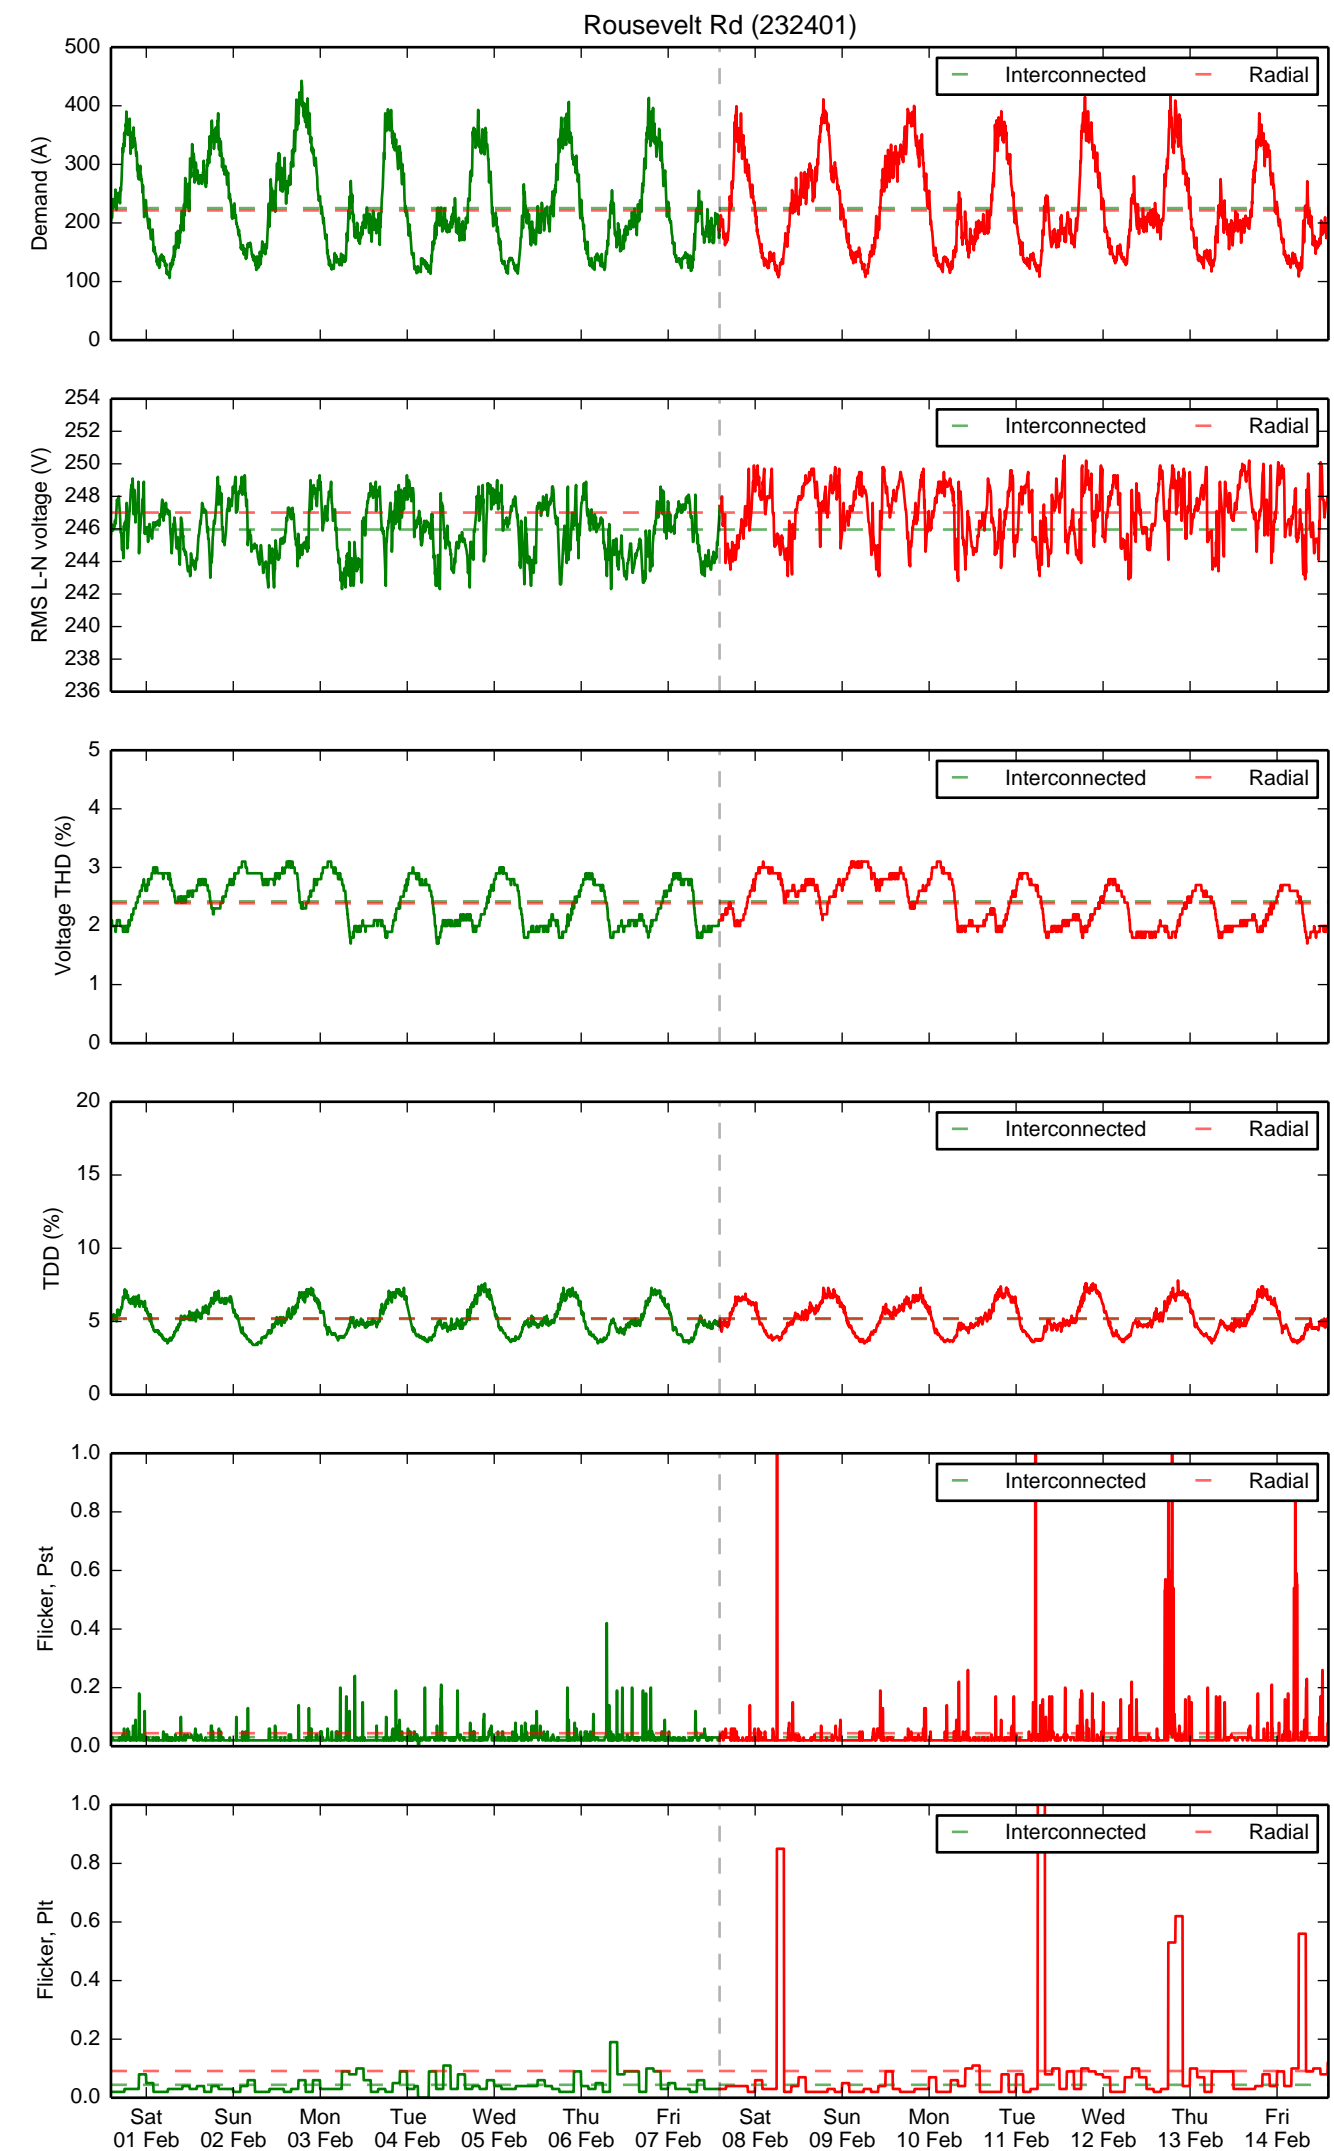 Rousevelt Rd (232401)
500
400
300
200
100
0
Demand (A)
Interconnected Radial
254
252
250
248
246
244
242
240
238
236
RMS L-N voltage (V)
Interconnected Radial
5
4
3
2
1
0
Voltage THD (%)
Interconnected Radial
20
15
10
5
0
TDD (%)
Interconnected Radial
1.0
0.8
0.6
0.4
0.2
0.0
Flicker, Pst
Interconnected Radial
1.0
0.8
0.6
0.4
0.2
0.0
Flicker, Plt
Interconnected Radial
Sat Sun Mon Tue Wed Thu Fri Sat Sun Mon Tue Wed Thu Fri
01 Feb 02 Feb 03 Feb 04 Feb 05 Feb 06 Feb 07 Feb 08 Feb 09 Feb 10 Feb 11 Feb 12 Feb 13 Feb 14 Feb